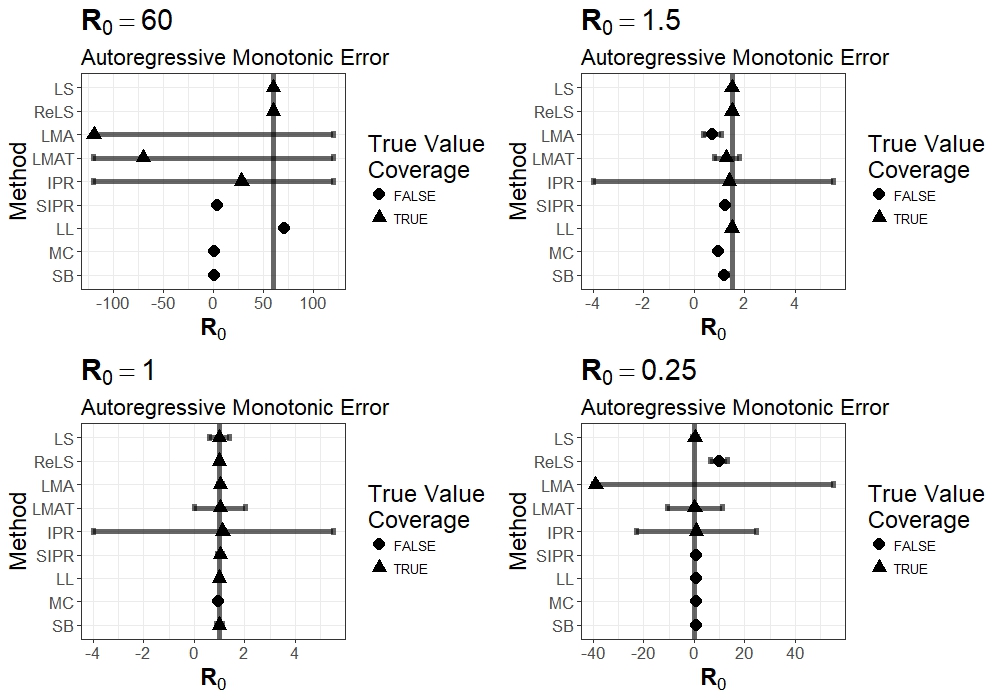 R0 = 60
Autoregressive Monotonic Error
Method
LS
ReLS
LMA
LMAT
IPR
SIPR
LL
MC
SB
-100 -50 0 50 100
R0
True Value
Coverage
FALSE
TRUE
R0 = 1.5
Autoregressive Monotonic Error
Method
LS
ReLS
LMA
LMAT
IPR
SIPR
LL
MC
SB
-4 -2 0 2 4
R0
True Value
Coverage
FALSE
TRUE
R0 = 1
Autoregressive Monotonic Error
Method
LS
ReLS
LMA
LMAT
IPR
SIPR
LL
MC
SB
-4 -2 0 2 4
R0
True Value
Coverage
FALSE
TRUE
R0 = 0.25
Autoregressive Monotonic Error
Method
LS
ReLS
LMA
LMAT
IPR
SIPR
LL
MC
SB
-40 -20 0 20 40
R0
True Value
Coverage
FALSE
TRUE